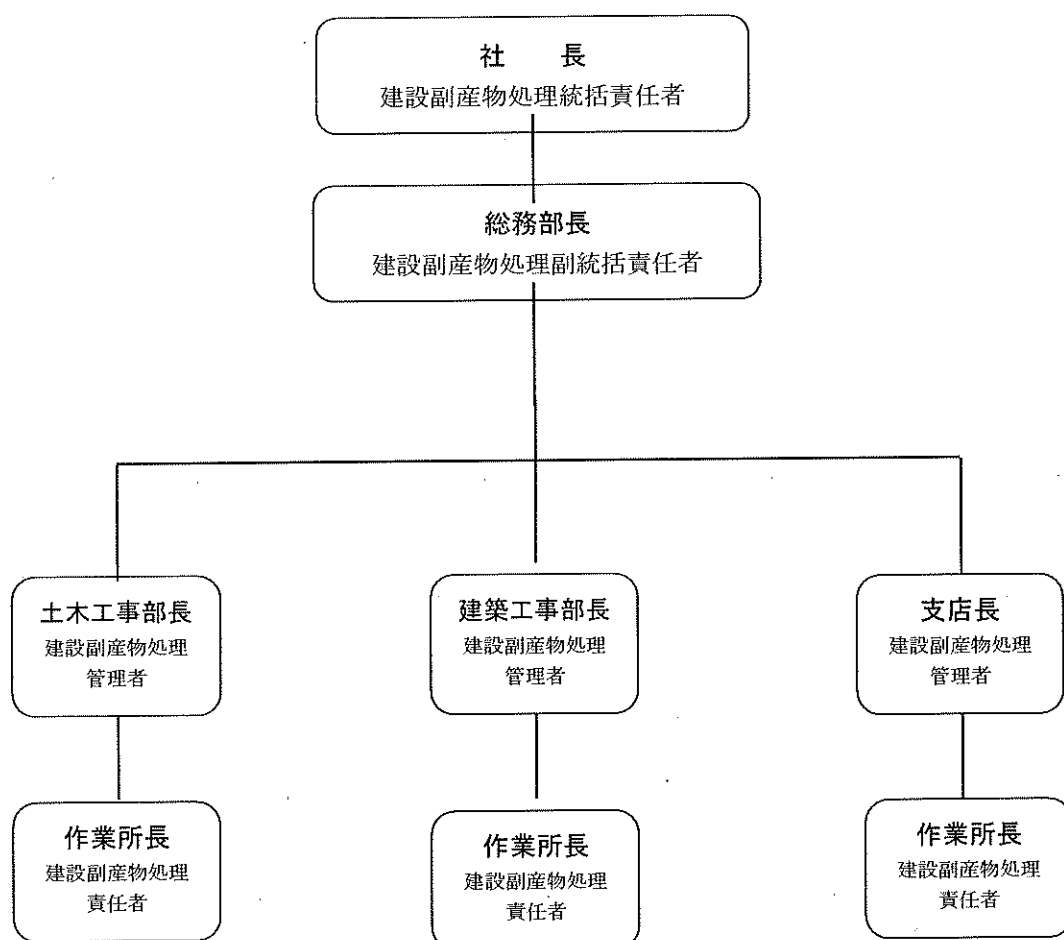 社　長
建設副産物処理統括責任者
総務部長
建設副産物処理副統括責任者
土木工事部長
建設副産物処理
管理者
建築工事部長
建設副産物処理
管理者
支店長
建設副産物処理
管理者
作業所長
建設副産物処理
責任者
作業所長
建設副産物処理
責任者
作業所長
建設副産物処理
責任者